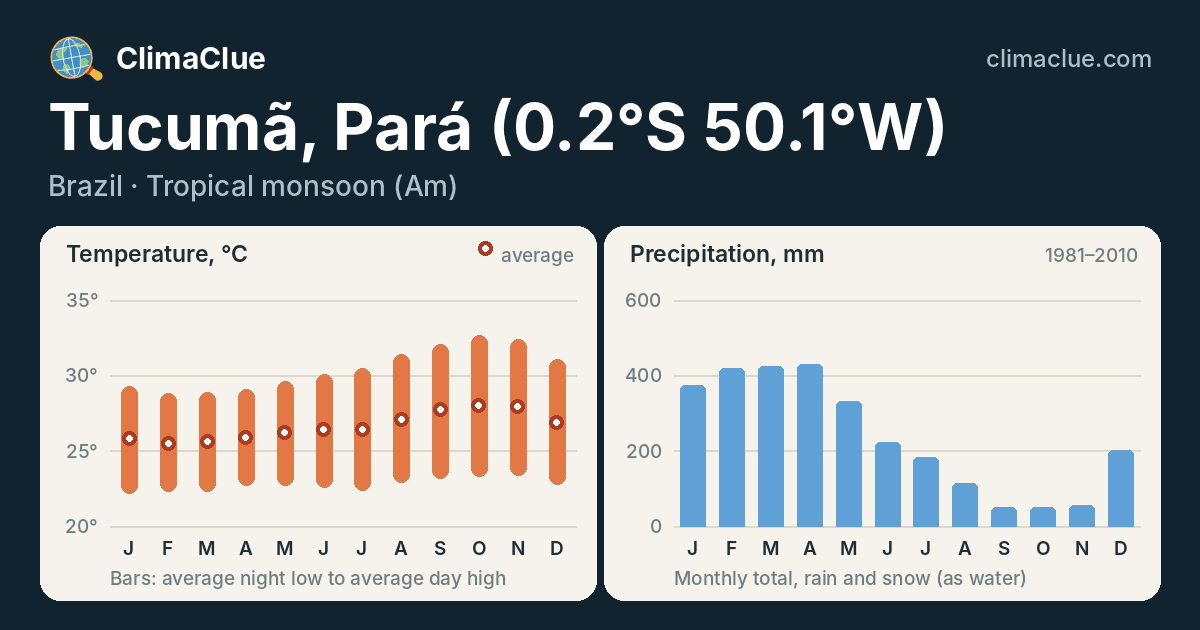 ClimaClue
climaclue.com
Tucumã, Pará (0.2°S 50.1°W)
Brazil · Tropical monsoon (Am)
Temperature, °C
average
35°
30°
25°
20°
J F M A M J J A S O N D
Bars: average night low to average day high
Precipitation, mm
1981–2010
600
400
200
0
J F M A M J J A S O N D
Monthly total, rain and snow (as water)